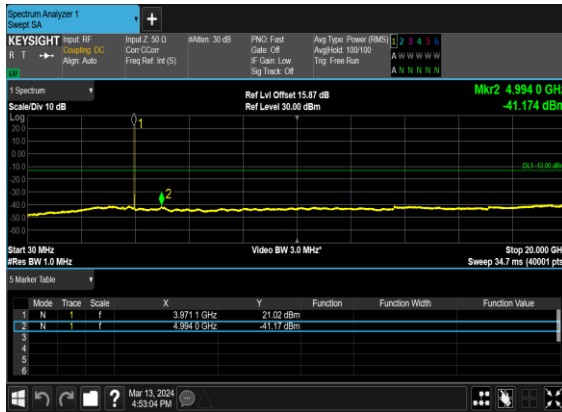 Spectrum Analyzer 1
Swept SA
KEYSIGHT Input: RF Input Z: 50 Ω #Atten: 30 dB PNO: Fast Avg Type: Power (RMS) 1 2 3 4 5 6
R T Coupling: DC Corr CCorr Gate: Off Avg|Hold: 100/100 A W W W W W
Align: Auto Freq Ref: Int (S) IF Gain: Low Trig: Free Run
Sig Track: Off A N N N N N
1 Spectrum Ref Lvl Offset 15.87 dB Mkr2 4.994 0 GHz
Scale/Div 10 dB Ref Level 30.00 dBm -41.174 dBm
Log
20.0
10.0
0.00
-10.0
DL1 -13.00 dBm
-20.0
-30.0
-40.0
-50.0
-60.0
1
2
Start 30 MHz Video BW 3.0 MHz* Stop 20.000 GHz
#Res BW 1.0 MHz Sweep 34.7 ms (40001 pts)
5 Marker Table
Mode Trace Scale X Y Function Function Width Function Value
1 N 1 f 3.971 1 GHz 21.02 dBm
2 N 1 f 4.994 0 GHz -41.17 dBm
3
4
5
6
? Mar 13, 2024
4:53:04 PM